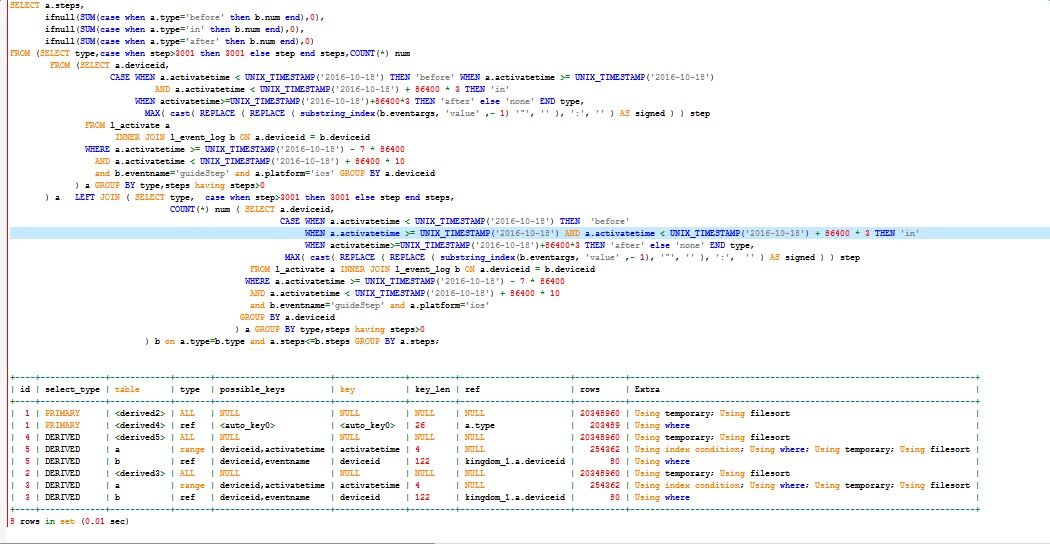 SELECT a.steps,
ifnull(SUM(case when a.type='before' then b.num end),0),
ifnull(SUM(case when a.type='in' then b.num end),0),
ifnull(SUM(case when a.type='after' then b.num end),0)
FROM (SELECT type,case when step>3001 then 3001 else step end steps,COUNT(*) num
FROM (SELECT a.deviceid,
CASE WHEN a.activatetime < UNIX_TIMESTAMP('2016-10-18') THEN 'before' WHEN a.activatetime >= UNIX_TIMESTAMP('2016-10-18')
AND a.activatetime < UNIX_TIMESTAMP('2016-10-18') + 86400 * 3 THEN 'in'
WHEN activatetime>=UNIX_TIMESTAMP('2016-10-18')+86400*3 THEN 'after' else 'none' END type,
MAX( cast( REPLACE ( REPLACE ( substring_index(b.eventargs, 'value' ,- 1) '"', '' ), ':', '' ) AS signed ) ) step
FROM l_activate a
INNER JOIN l_event_log b ON a.deviceid = b.deviceid
WHERE a.activatetime >= UNIX_TIMESTAMP('2016-10-18') - 7 * 86400
AND a.activatetime < UNIX_TIMESTAMP('2016-10-18') + 86400 * 10
and b.eventname='guideStep' and a.platform='ios' GROUP BY a.deviceid
) a GROUP BY type,steps having steps>0
) a LEFT JOIN ( SELECT type, case when step>3001 then 3001 else step end steps,
COUNT(*) num ( SELECT a.deviceid,
CASE WHEN a.activatetime < UNIX_TIMESTAMP('2016-10-18') THEN 'before'
WHEN a.activatetime >= UNIX_TIMESTAMP('2016-10-18') AND a.activatetime < UNIX_TIMESTAMP('2016-10-18') + 86400 * 3 THEN 'in'
WHEN activatetime>=UNIX_TIMESTAMP('2016-10-18')+86400*3 THEN 'after' else 'none' END type,
MAX( cast( REPLACE ( REPLACE ( substring_index(b.eventargs, 'value' ,- 1), '"', '' ), ':', '' ) AS signed ) ) step
FROM l_activate a INNER JOIN l_event_log b ON a.deviceid = b.deviceid
WHERE a.activatetime >= UNIX_TIMESTAMP('2016-10-18') - 7 * 86400
AND a.activatetime < UNIX_TIMESTAMP('2016-10-18') + 86400 * 10
and b.eventname='guideStep' and a.platform='ios'
GROUP BY a.deviceid
) a GROUP BY type,steps having steps>0
) b on a.type=b.type and a.steps<=b.steps GROUP BY a.steps;
| id | select_type | table | type | possible_keys | key | key_len | ref | rows | Extra |
| 1 | PRIMARY | <derived2> | ALL | NULL | NULL | NULL | NULL | 20348960 | Using temporary; Using filesort
| 1 | PRIMARY | <derived4> | ref | <auto_key0> | <auto_key0> | 26 | a.type | 203489 | Using where
| 4 | DERIVED | <derived5> | ALL | NULL | NULL | NULL | NULL | 20348960 | Using temporary; Using filesort
| 5 | DERIVED | a | range | deviceid,activatetime | activatetime | 4 | NULL | 254362 | Using index condition; Using where; Using temporary; Using filesort |
| 5 | DERIVED | b | ref | deviceid,eventname | deviceid | 122 | kingdom_1.a.deviceid | 80 | Using where
| 2 | DERIVED | <derived3> | ALL | NULL | NULL | NULL | NULL | 20348960 | Using temporary; Using filesort
| 3 | DERIVED | a | range | deviceid,activatetime | activatetime | 4 | NULL | 254362 | Using index condition; Using where; Using temporary; Using filesort |
| 3 | DERIVED | b | ref | deviceid,eventname | deviceid | 122 | kingdom_1.a.deviceid | 80 | Using where
8 rows in set (0.01 sec)